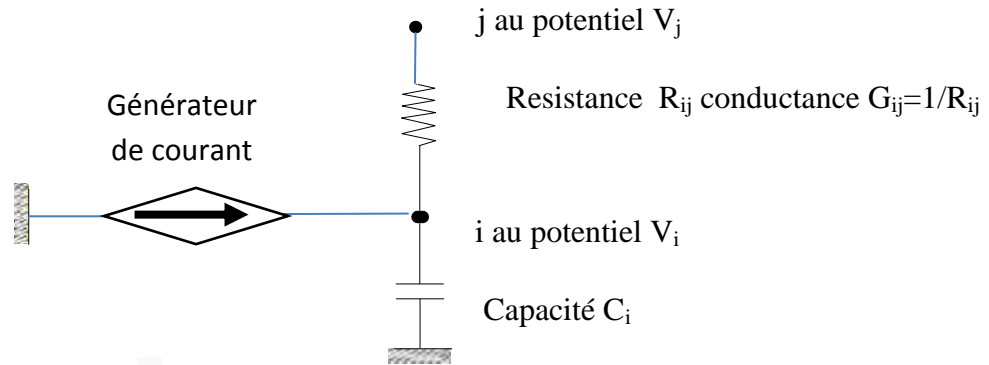 j au potentiel Vj
Resistance Rij conductance Gij=1/Rij
Générateur
de courant
i au potentiel Vi
Capacité Ci